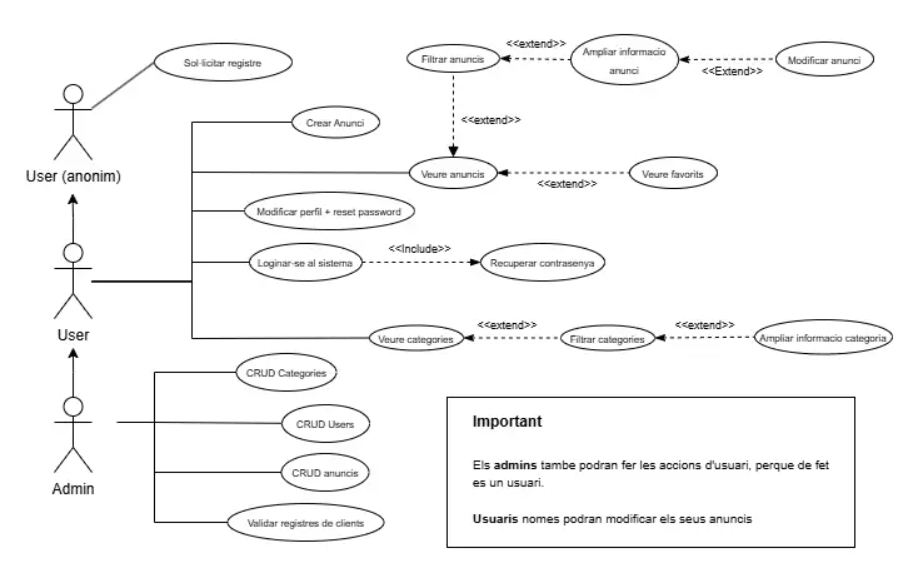 Sol·licitar registre
<<extend>>
Filtrar anuncis
Ampliar informacio
anunci
<<Extend>>
Modificar anunci
User (anonim)
Crear Anunci
<<extend>>
Veure anuncis
<<extend>>
Veure favorits
Modificar perfil + reset password
Loginar-se al sistema
<<Include>>
Recuperar contrasenya
User
Veure categories
<<extend>>
Filtrar categories
<<extend>>
Ampliar informacio categoria
CRUD Categories
CRUD Users
CRUD anuncis
Validar registres de clients
Admin
Important
Els admins tambe podran fer les accions d'usuari, perque de fet
es un usuari.
Usuaris nomes podran modificar els seus anuncis